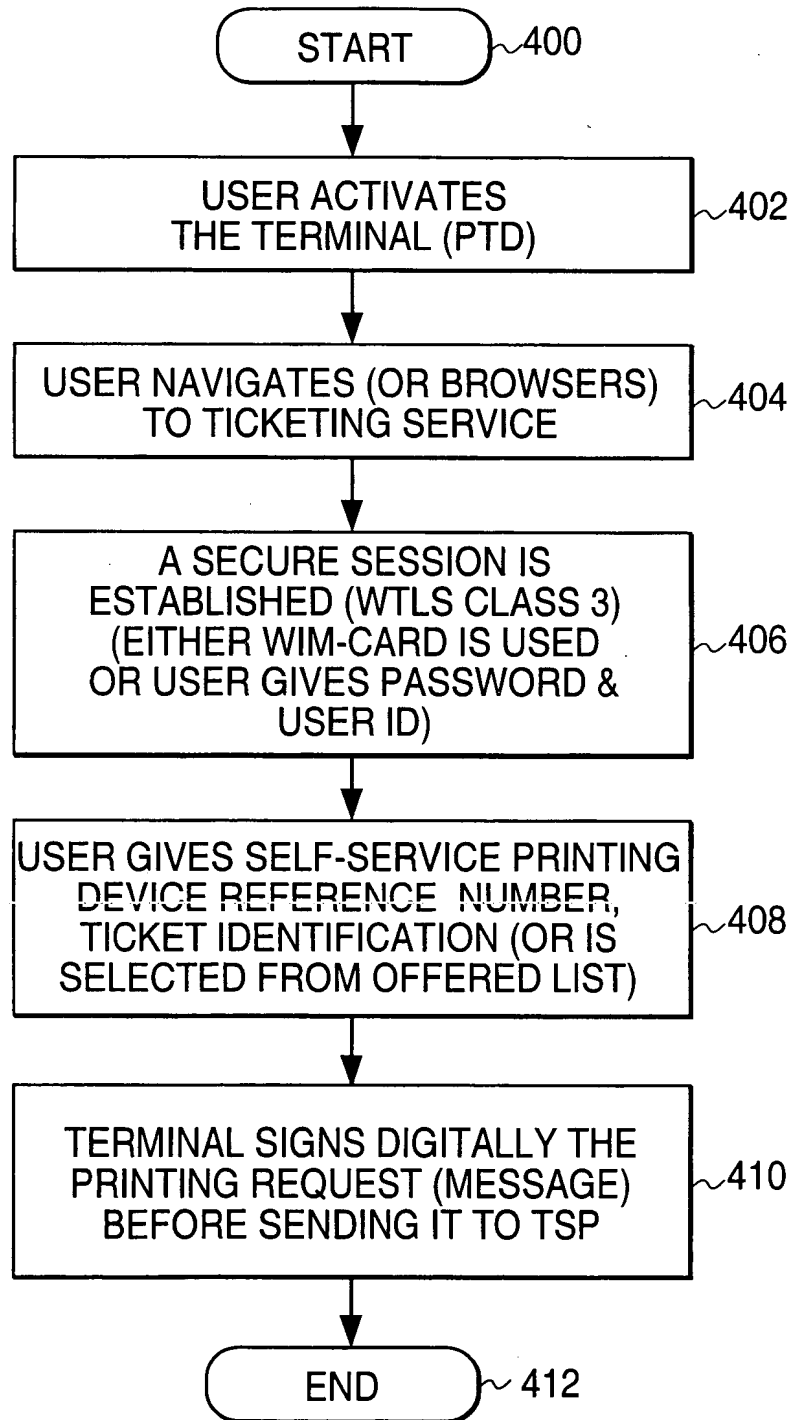 START
400
USER ACTIVATES
THE TERMINAL (PTD)
402
USER NAVIGATES (OR BROWSERS)
TO TICKETING SERVICE
404
A SECURE SESSION IS
ESTABLISHED (WTLS CLASS 3)
(EITHER WIM-CARD IS USED
OR USER GIVES PASSWORD &
USER ID)
406
USER GIVES SELF-SERVICE PRINTING
DEVICE REFERENCE NUMBER,
TICKET IDENTIFICATION (OR IS
SELECTED FROM OFFERED LIST)
408
TERMINAL SIGNS DIGITALLY THE
PRINTING REQUEST (MESSAGE)
BEFORE SENDING IT TO TSP
410
END
412